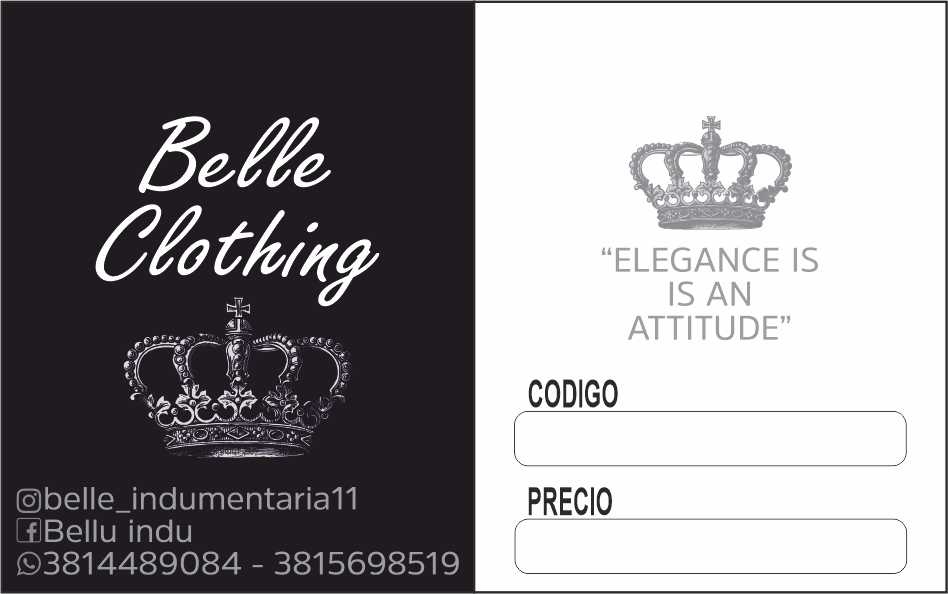 Belle
Clothing
belle_indumentaria11
Bellu indu
3814489084 - 3815698519
“ELEGANCE IS
IS AN
ATTITUDE”
CODIGO
PRECIO